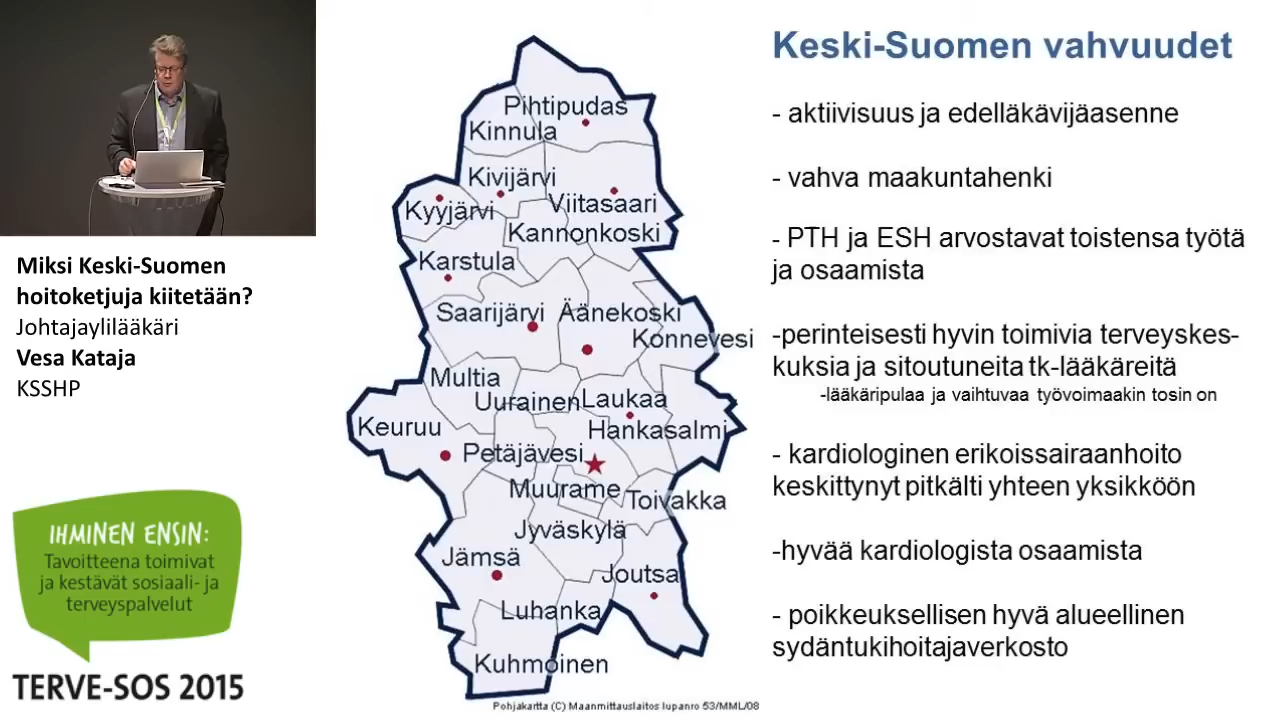 Miksi Keski-Suomen
hoitoketjuja kiitetään?
Johtajaylilääkäri
Vesa Kataja
KSSHP
IHMINEN ENSIN:
Tavoitteena toimivat
ja kestävät sosiaali- ja
terveyspalvelut
TERVE-SOS 2015
Pihtipudas
Kinnula
Kivijärvi
Viitasaari
Kyyjärvi
Kannonkoski
Karstula
Saarijärvi
Äänekoski
Konnevesi
Multia
Uurainen
Laukaa
Keuruu
Hankasalmi
Petäjävesi
Muurame
Toivakka
Jyväskylä
Jämsä
Joutsa
Luhanka
Kuhmoinen
Pohjakartta (C) Maanmittauslaitos lupanro 53/MML/08
Keski-Suomen vahvuudet
- aktiivisuus ja edelläkävijäasenne
- vahva maakuntahenki
- PTH ja ESH arvostavat toistensa työtä
ja osaamista
-perinteisesti hyvin toimivia terveyskes-
kuksia ja sitoutuneita tk-lääkäreitä
-lääkäripulaa ja vaihtuvaa työvoimaakin tosin on
- kardiologinen erikoissairaanhoito
keskittynyt pitkälti yhteen yksikköön
-hyvää kardiologista osaamista
- poikkeuksellisen hyvä alueellinen
sydäntukihoitajaverkosto